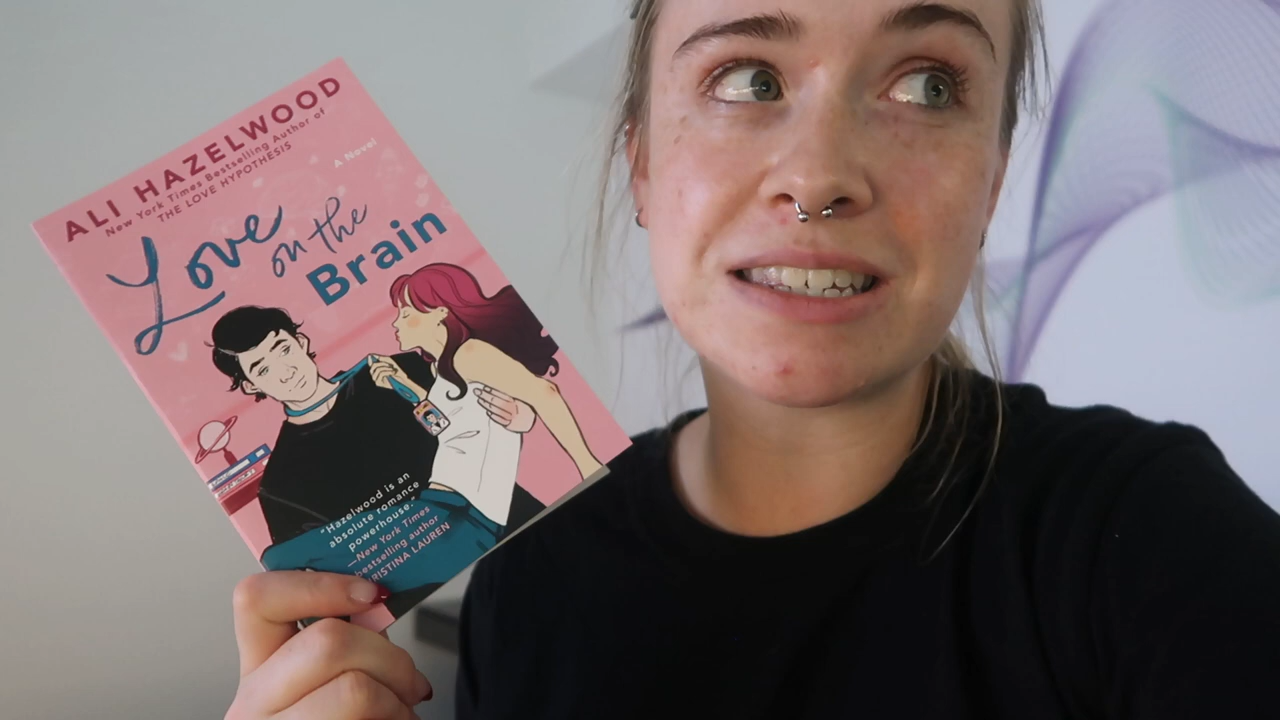 ALI HAZELWOOD
New York Times Bestselling Author of
THE LOVE HYPOTHESIS
A Novel
Love
on the
Brain
"Hazelwood is an
absolute romance
powerhouse."
—New York Times
bestselling author
CHRISTINA LAUREN